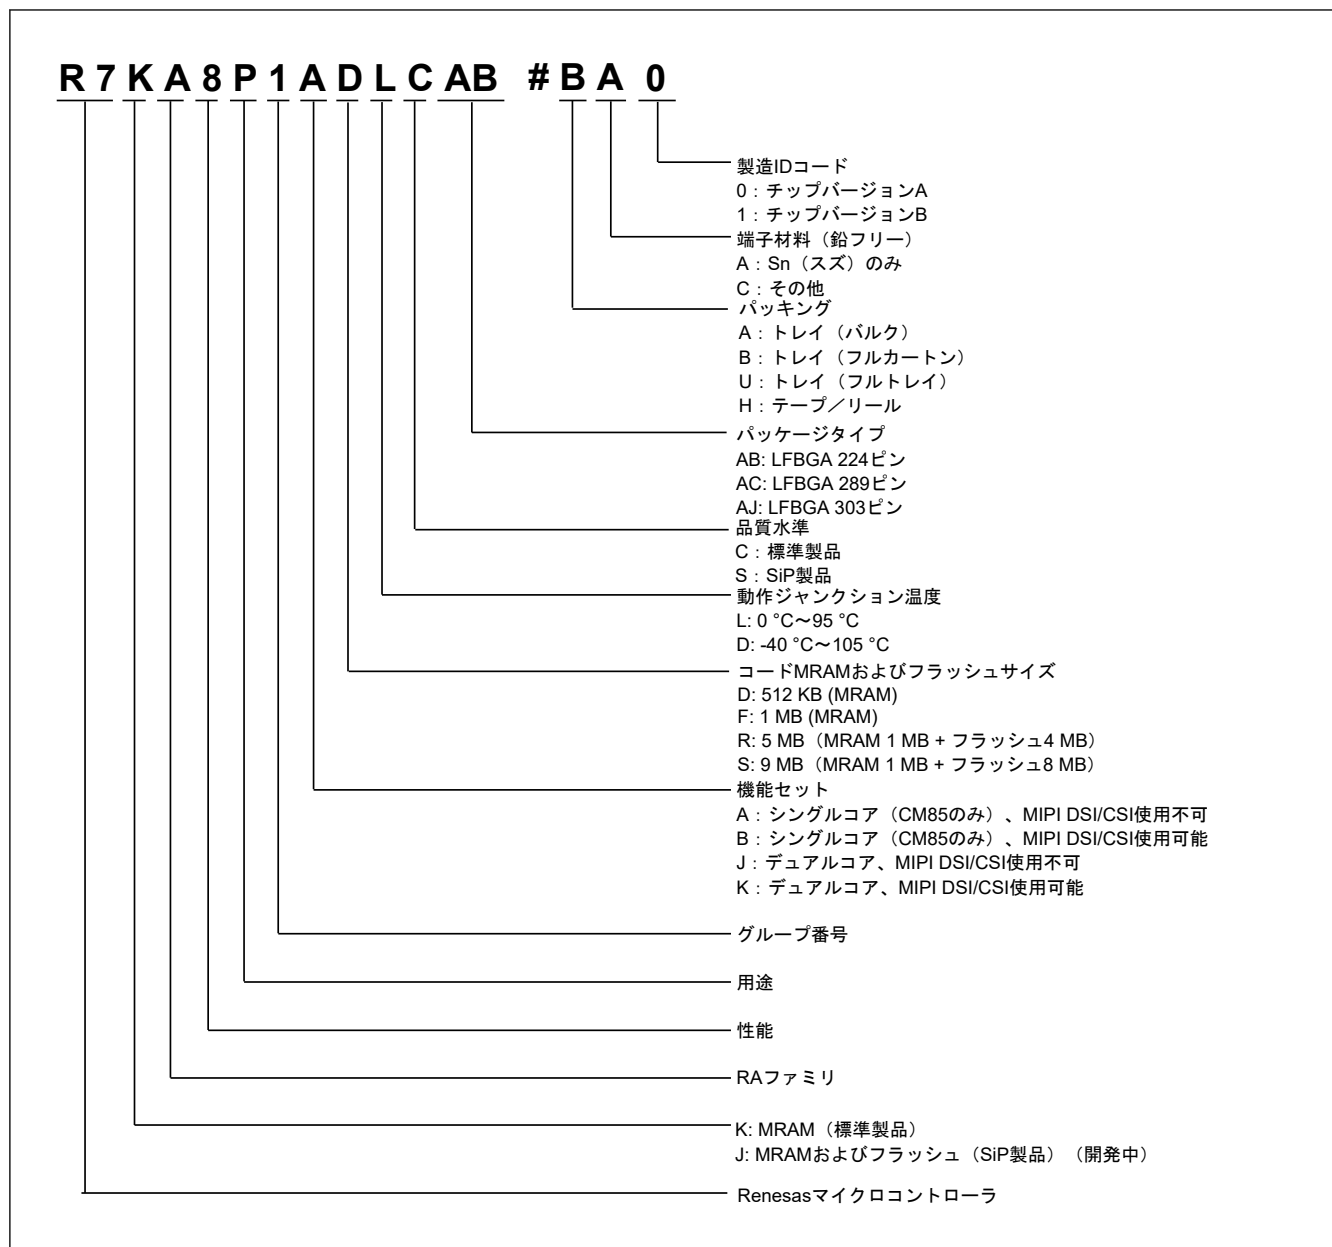 R 7 K A 8 P 1 A D L C AB # B A 0
製造IDコード
0：チップバージョンA
1：チップバージョンB
端子材料（鉛フリー）
A：Sn（スズ）のみ
C：その他
パッキング
A：トレイ（バルク）
B：トレイ（フルカートン）
U：トレイ（フルトレイ）
H：テープ／リール
パッケージタイプ
AB: LFBGA 224ピン
AC: LFBGA 289ピン
AJ: LFBGA 303ピン
品質水準
C：標準製品
S：SiP製品
動作ジャンクション温度
L: 0 °C～95 °C
D: -40 °C～105 °C
コードMRAMおよびフラッシュサイズ
D: 512 KB (MRAM)
F: 1 MB (MRAM)
R: 5 MB（MRAM 1 MB + フラッシュ4 MB）
S: 9 MB（MRAM 1 MB + フラッシュ8 MB）
機能セット
A：シングルコア（CM85のみ）、MIPI DSI/CSI使用不可
B：シングルコア（CM85のみ）、MIPI DSI/CSI使用可能
J：デュアルコア、MIPI DSI/CSI使用不可
K：デュアルコア、MIPI DSI/CSI使用可能
グループ番号
用途
性能
RAファミリ
K: MRAM（標準製品）
J: MRAMおよびフラッシュ（SiP製品）（開発中）
Renesasマイクロコントローラ